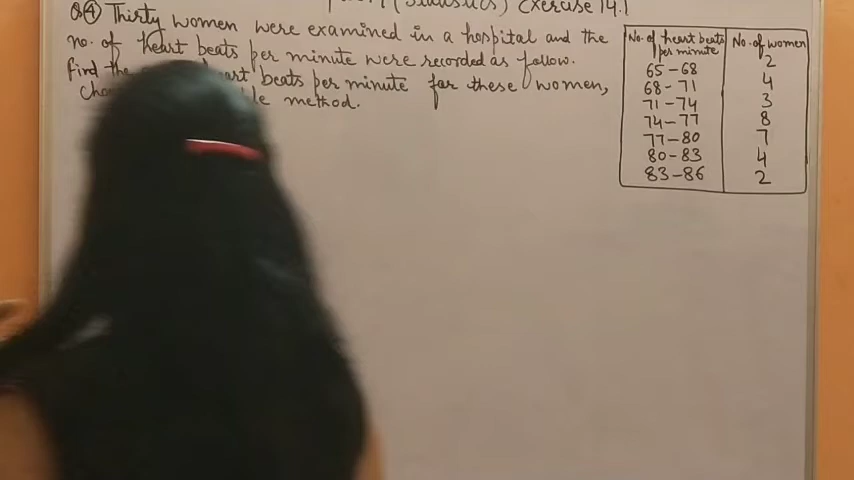 (Statistics) Exercise 14.1
Q④ Thirty women were examined in a hospital and the
no. of heart beats per minute were recorded as follow.
find the heart beats per minute for these women,
method.
No. of heart beats per minute No. of women
65-68 2
68-71 4
71-74 3
74-77 8
77-80 7
80-83 4
83-86 2